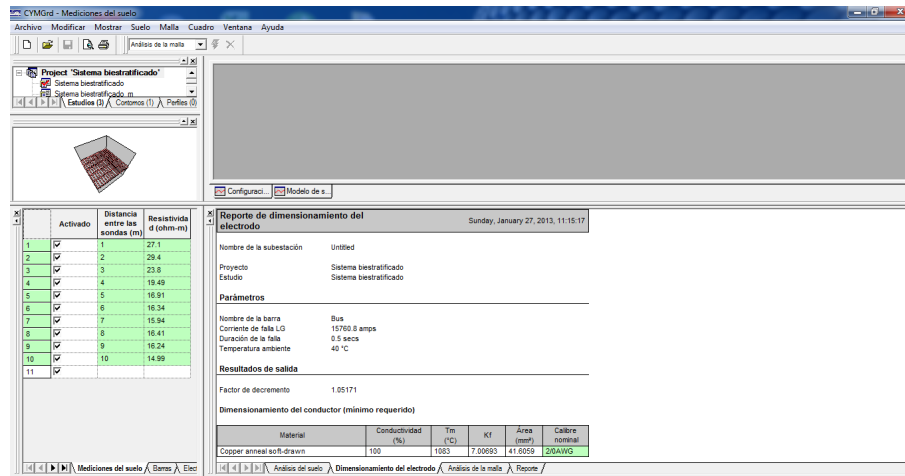 CYMGrd - Mediciones del suelo
Archivo Modificar Mostrar Suelo Malla Cuadro Ventana Ayuda
Análisis de la malla
Project "Sistema biestratificado"
Sistema biestratificado
Sistema biestratificado_m
Estudios (3) Contornos (1) Perfiles (0)
Configuraci... Modelo de s...
Activado Distancia entre las sondas (m) Resistivida d (ohm-m)
1 1 27.1
2 2 29.4
3 3 23.8
4 4 19.49
5 5 16.91
6 6 16.34
7 7 15.94
8 8 16.41
9 9 16.24
10 10 14.99
11
Mediciones del suelo Barras Elect
Reporte de dimensionamiento del electrodo Sunday, January 27, 2013, 11:15:17
Nombre de la subestación Untitled
Proyecto Sistema biestratificado
Estudio Sistema biestratificado
Parámetros
Nombre de la barra Bus
Corriente de falla LG 15760.8 amps
Duración de la falla 0.5 secs
Temperatura ambiente 40 °C
Resultados de salida
Factor de decremento 1.05171
Dimensionamiento del conductor (mínimo requerido)
Material Conductividad (%) Tm (°C) Kf Área (mm²) Calibre nominal
Copper anneal soft-drawn 100 1083 7.00693 41.6059 2/0AWG
Análisis del suelo Dimensionamiento del electrodo Análisis de la malla Reporte